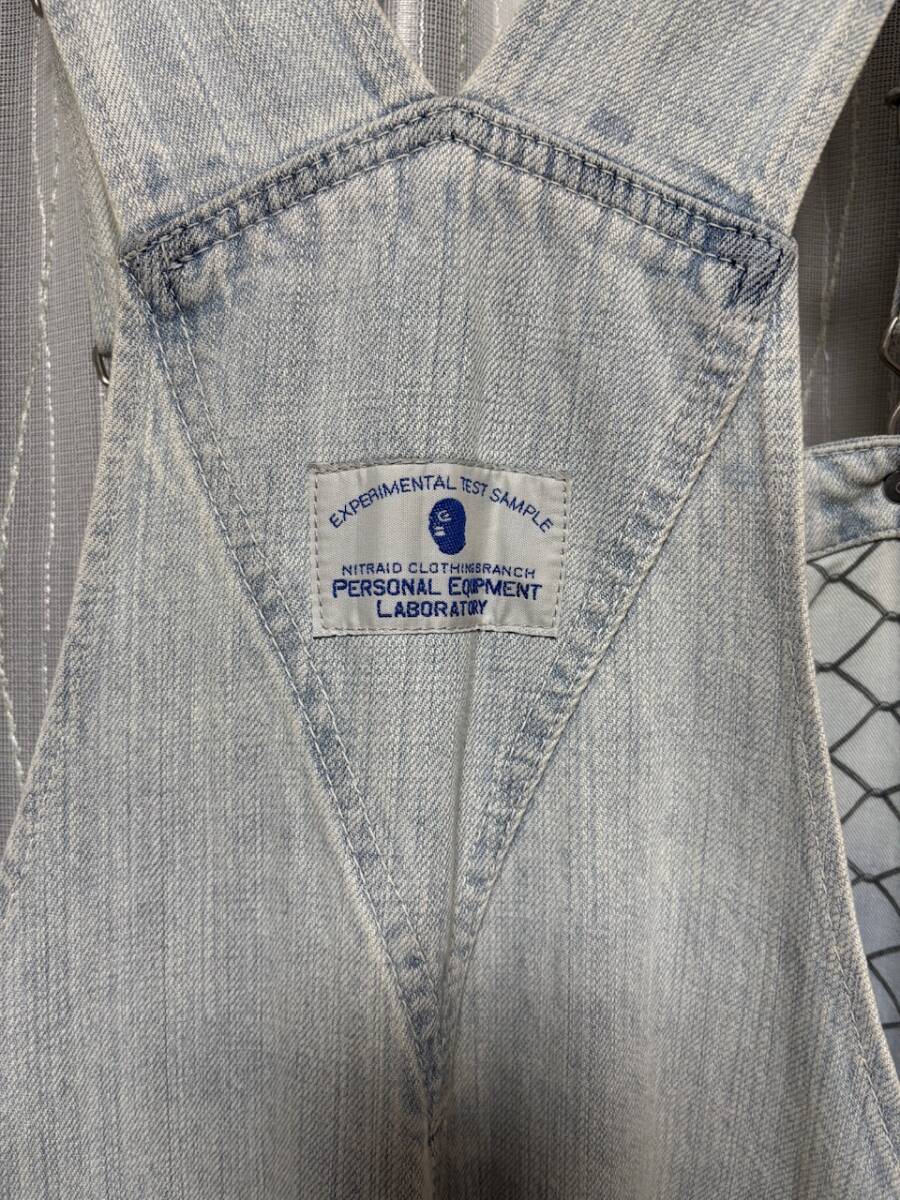 EXPERIMENTAL TEST SAMPLE
NITRAID CLOTHINGBRANCH
PERSONAL EQUIPMENT
LABORATORY